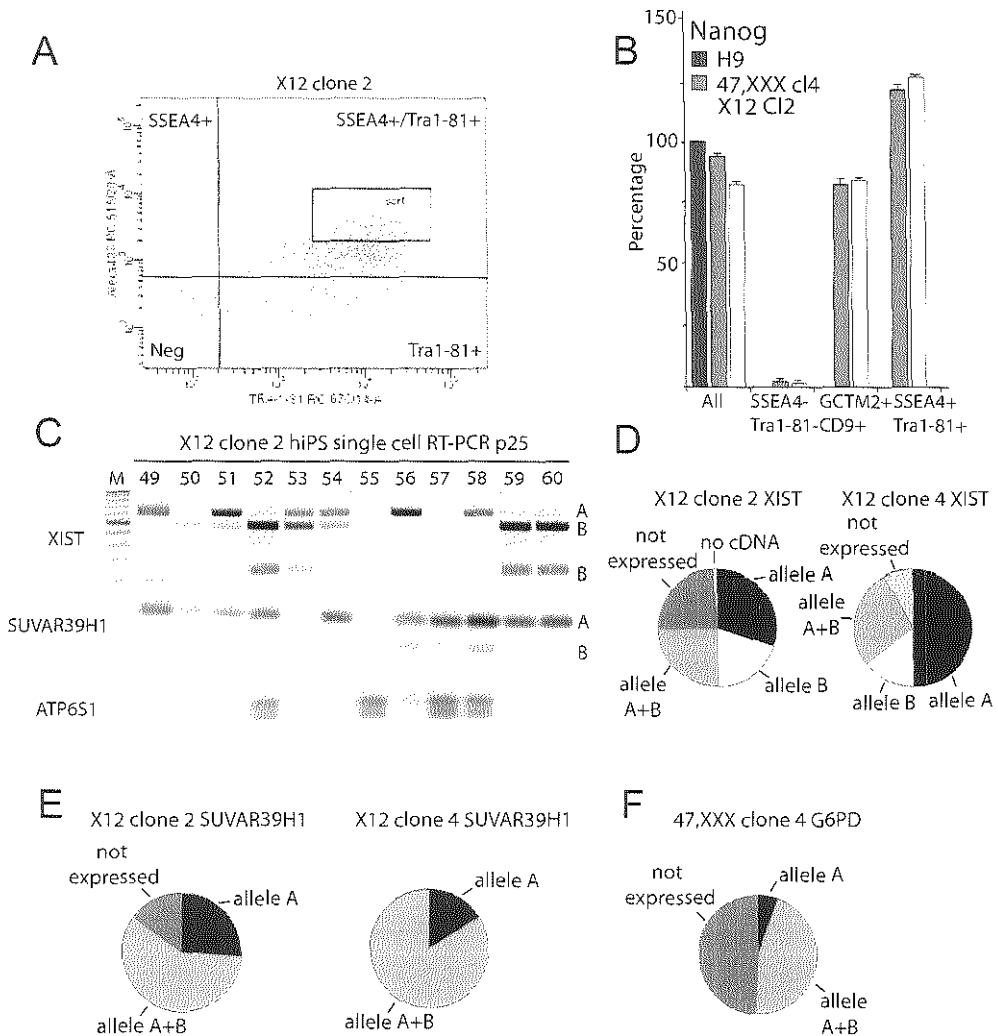 A
X12 clone 2
SSEA4+
SSEA4+/Tra1-81+
sort
Neg
Tra1-81+
B
150
100
50
Percentage
Nanog
H9
47,XXX cl4
X12 Cl2
All
SSEA4-
GCTM2+
SSEA4+
Tra1-81-
CD9+
Tra1-81+
C
X12 clone 2 hiPS single cell RT-PCR p25
M 49 50 51 52 53 54 55 56 57 58 59 60
XIST
A
B
B
SUVAR39H1
A
B
ATP6S1
D
X12 clone 2 XIST
not
expressed
no cDNA
allele A
allele B
allele
A+B
X12 clone 4 XIST
not
expressed
allele
A+B
allele B
allele A
E
X12 clone 2 SUVAR39H1
not
expressed
allele A
allele A+B
X12 clone 4 SUVAR39H1
allele A
allele A+B
F
47,XXX clone 4 G6PD
not
expressed
allele A
allele
A+B